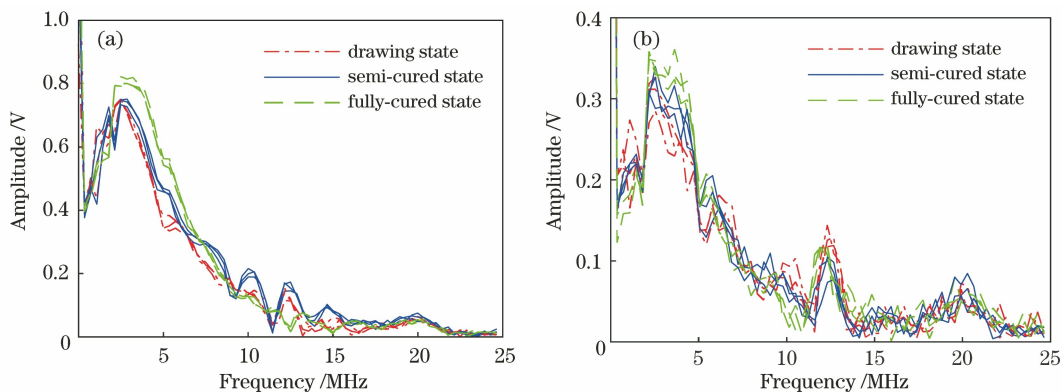 (a)
drawing state
semi-cured state
fully-cured state
1.0
0.8
0.6
0.4
0.2
0
5
10
15
20
25
Amplitude /V
Frequency /MHz
(b)
drawing state
semi-cured state
fully-cured state
0.4
0.3
0.2
0.1
0
5
10
15
20
25
Amplitude /V
Frequency /MHz